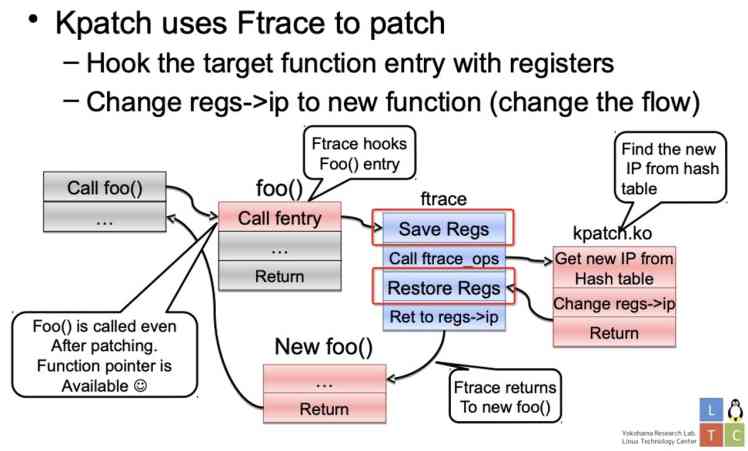 • Kpatch uses Ftrace to patch
– Hook the target function entry with registers
– Change regs->ip to new function (change the flow)
Ftrace hooks
Foo() entry
Find the new
IP from hash
table
Call foo()
...
foo()
Call fentry
...
Return
ftrace
Save Regs
Call ftrace_ops
Restore Regs
Ret to regs->ip
kpatch.ko
Get new IP from
Hash table
Change regs->ip
Return
Foo() is called even
After patching.
Function pointer is
Available ☺
New foo()
...
Return
Ftrace returns
To new foo()
Yokohama Research Lab.
Linux Technology Center
L
T C